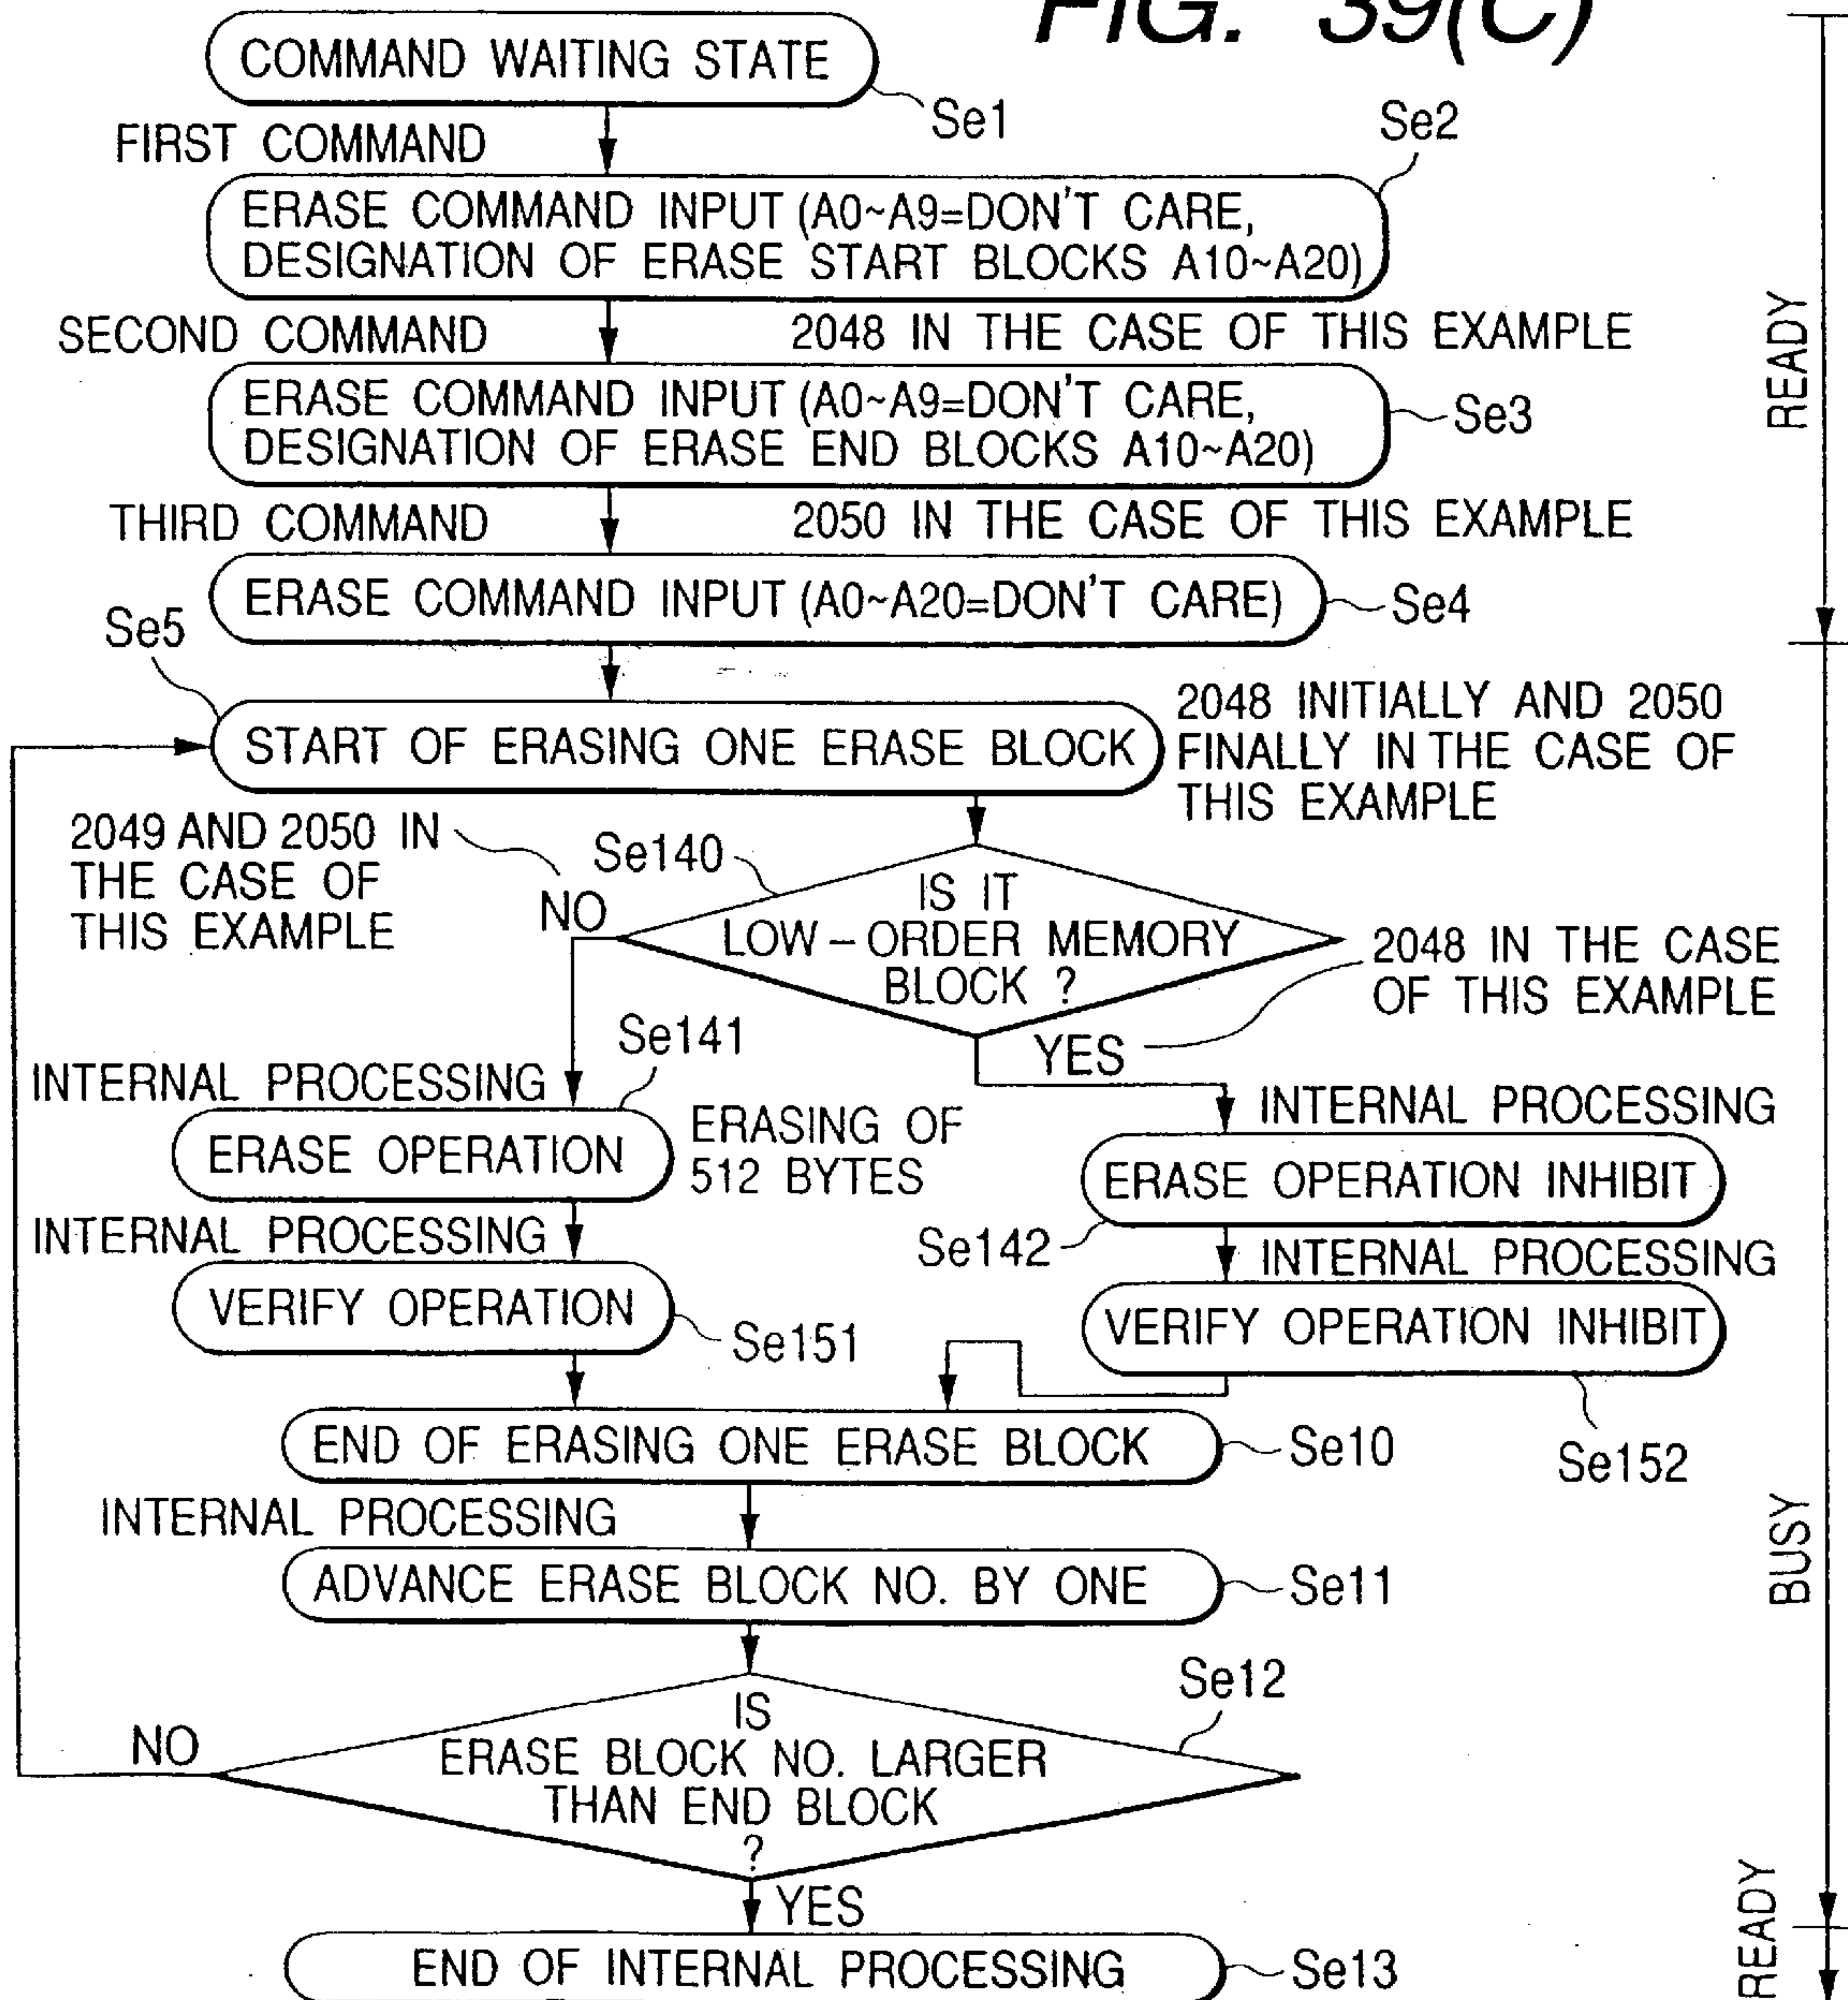 FIG. 39(C)
COMMAND WAITING STATE
Se1
FIRST COMMAND
Se2
ERASE COMMAND INPUT (A0~A9=DON'T CARE,
DESIGNATION OF ERASE START BLOCKS A10~A20)
SECOND COMMAND
2048 IN THE CASE OF THIS EXAMPLE
ERASE COMMAND INPUT (A0~A9=DON'T CARE,
DESIGNATION OF ERASE END BLOCKS A10~A20)
Se3
READY
THIRD COMMAND
2050 IN THE CASE OF THIS EXAMPLE
ERASE COMMAND INPUT (A0~A20=DON'T CARE)
Se4
Se5
START OF ERASING ONE ERASE BLOCK
2048 INITIALLY AND 2050
FINALLY IN THE CASE OF
THIS EXAMPLE
2049 AND 2050 IN
THE CASE OF
THIS EXAMPLE
Se140
NO
IS IT
LOW-ORDER MEMORY
BLOCK ?
2048 IN THE CASE
OF THIS EXAMPLE
YES
Se141
INTERNAL PROCESSING
ERASE OPERATION
ERASING OF
512 BYTES
INTERNAL PROCESSING
ERASE OPERATION INHIBIT
Se142
INTERNAL PROCESSING
VERIFY OPERATION
Se151
INTERNAL PROCESSING
VERIFY OPERATION INHIBIT
Se152
END OF ERASING ONE ERASE BLOCK
Se10
INTERNAL PROCESSING
ADVANCE ERASE BLOCK NO. BY ONE
Se11
BUSY
Se12
IS
ERASE BLOCK NO. LARGER
THAN END BLOCK
?
NO
YES
END OF INTERNAL PROCESSING
Se13
READY